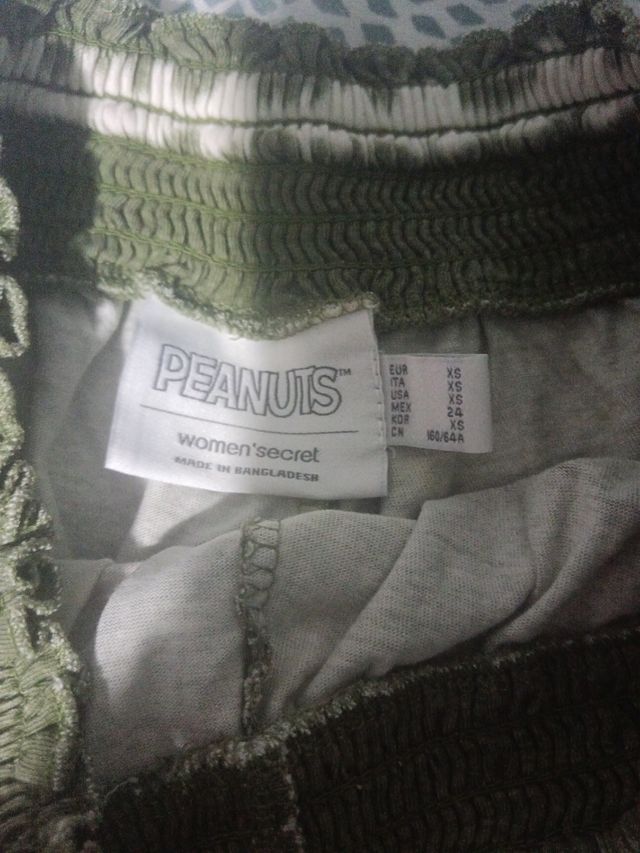 PEANUTS™
women'secret
MADE IN BANGLADESH
EUR XS
ITA XS
USA XS
MEX 24
KOR XS
CN 160/64A